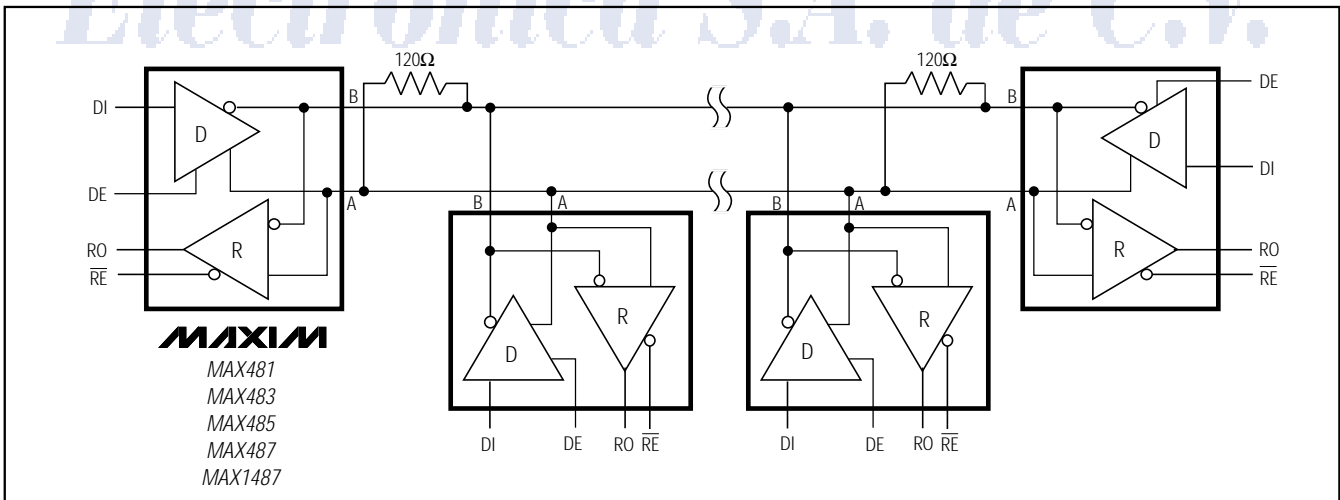 Electronica S.A. de C.V.
120Ω
120Ω
DI
B
B
DE
D
D
DI
DE
A
B
A
B
A
A
RO
R
R
RO
RE
RE
R
R
D
D
MAXIM
MAX481
MAX483
MAX485
MAX487
MAX1487
DI
DE
RO
RE
DI
DE
RO
RE